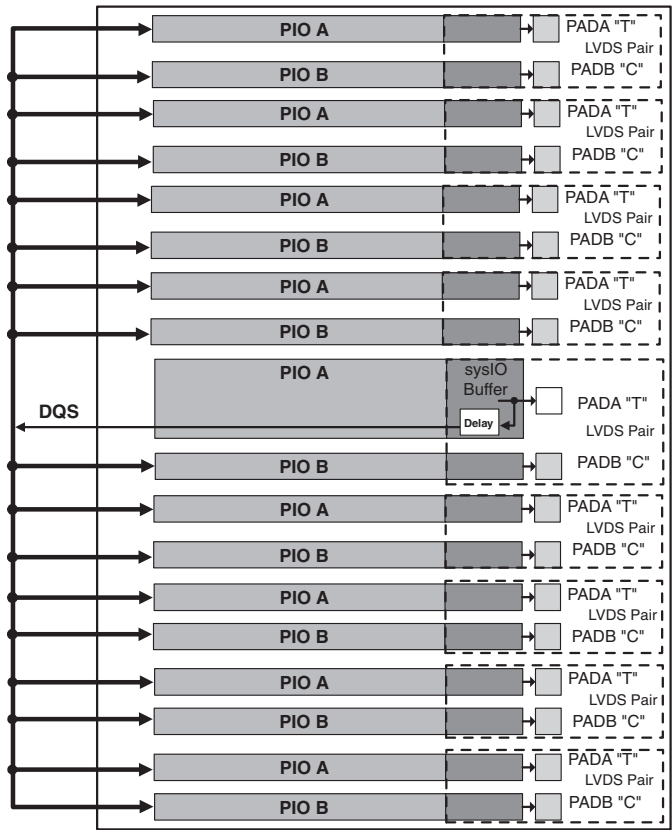 PIO A
PADA "T"
LVDS Pair
PIO B
PADB "C"
PIO A
PADA "T"
LVDS Pair
PIO B
PADB "C"
PIO A
PADA "T"
LVDS Pair
PIO B
PADB "C"
PIO A
PADA "T"
LVDS Pair
PIO B
PADB "C"
PIO A
sysIO
Buffer
PADA "T"
DQS
Delay
LVDS Pair
PIO B
PADB "C"
PIO A
PADA "T"
LVDS Pair
PIO B
PADB "C"
PIO A
PADA "T"
LVDS Pair
PIO B
PADB "C"
PIO A
PADA "T"
LVDS Pair
PIO B
PADB "C"
PIO A
PADA "T"
LVDS Pair
PIO B
PADB "C"